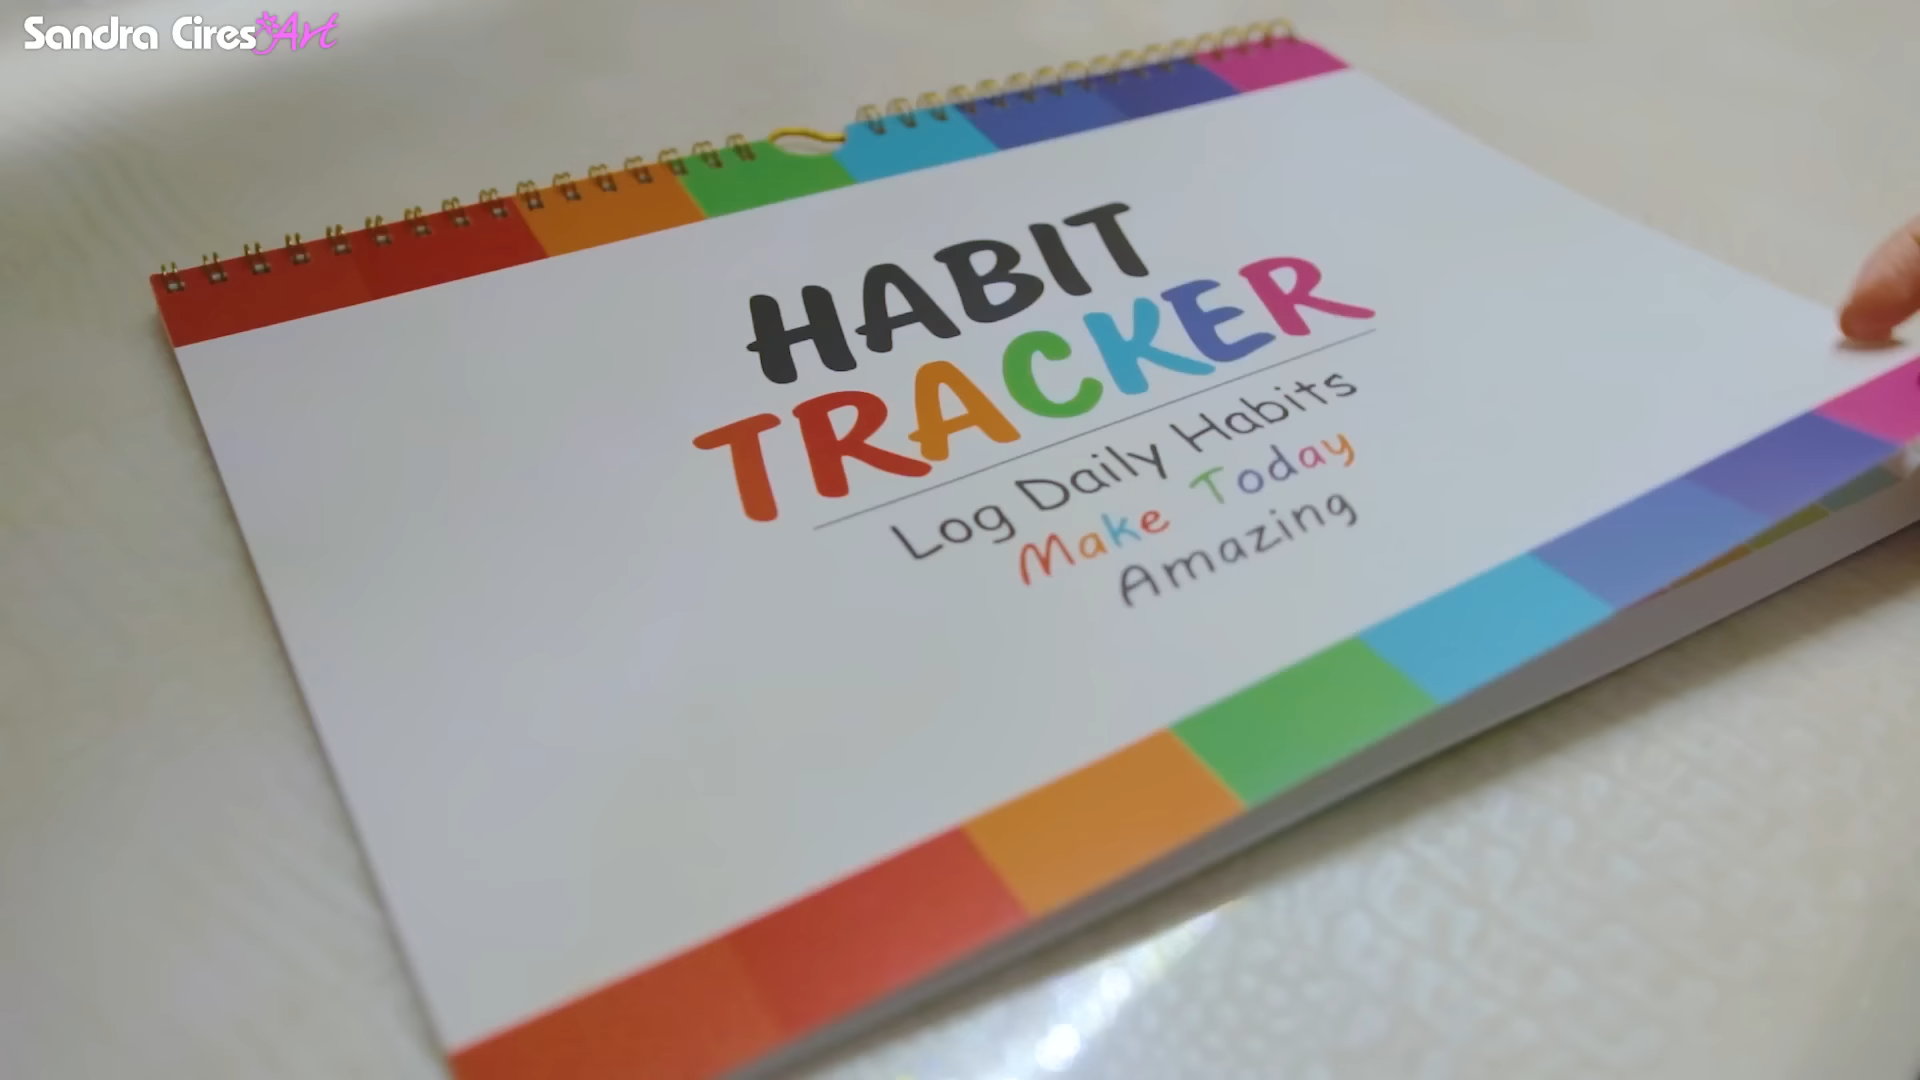 Sandra Cires Art
HABIT
TRACKER
Log Daily Habits
Make Today
Amazing